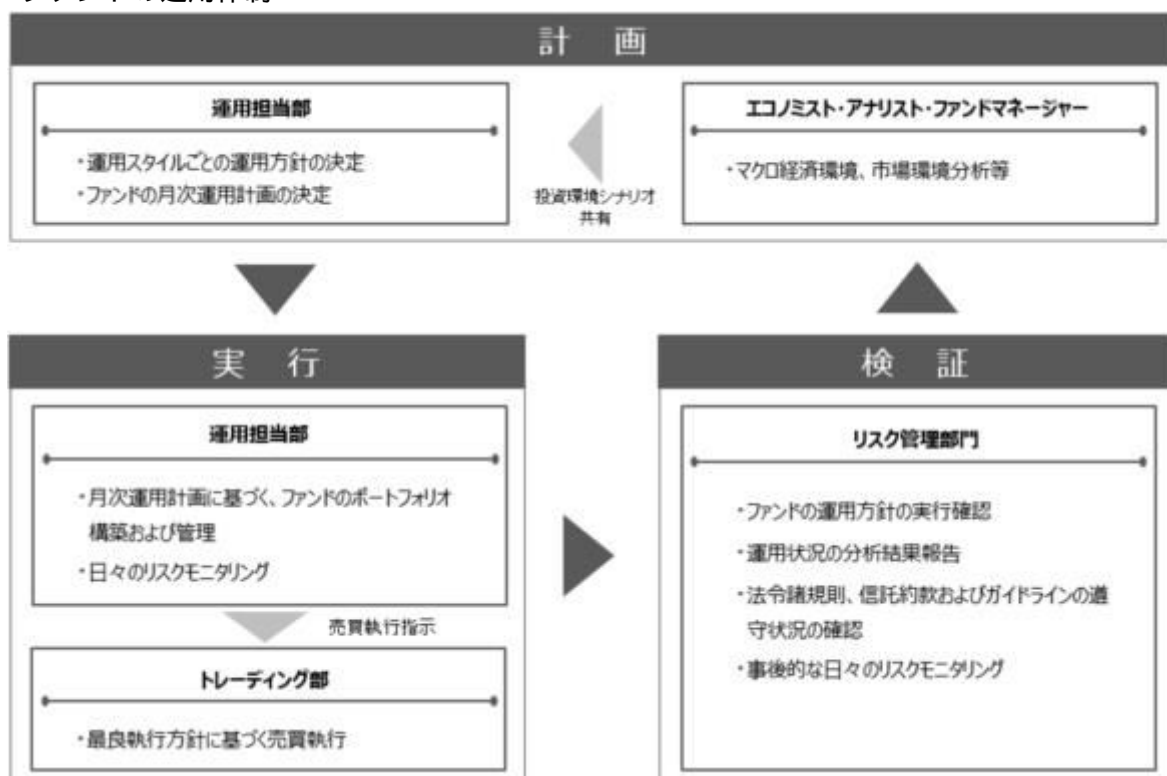 計 画
運用担当部
・運用スタイルごとの運用方針の決定
・ファンドの月次運用計画の決定
投資環境シナリオ
共有
エコノミスト・アナリスト・ファンドマネージャー
・マクロ経済環境、市場環境分析等
実 行
運用担当部
・月次運用計画に基づく、ファンドのポートフォリオ
構築および管理
・日々のリスクモニタリング
売買執行指示
トレーディング部
・最良執行方針に基づく売買執行
検 証
リスク管理部門
・ファンドの運用方針の実行確認
・運用状況の分析結果報告
・法令諸規則、信託約款およびガイドラインの遵
守状況の確認
・事後的な日々のリスクモニタリング